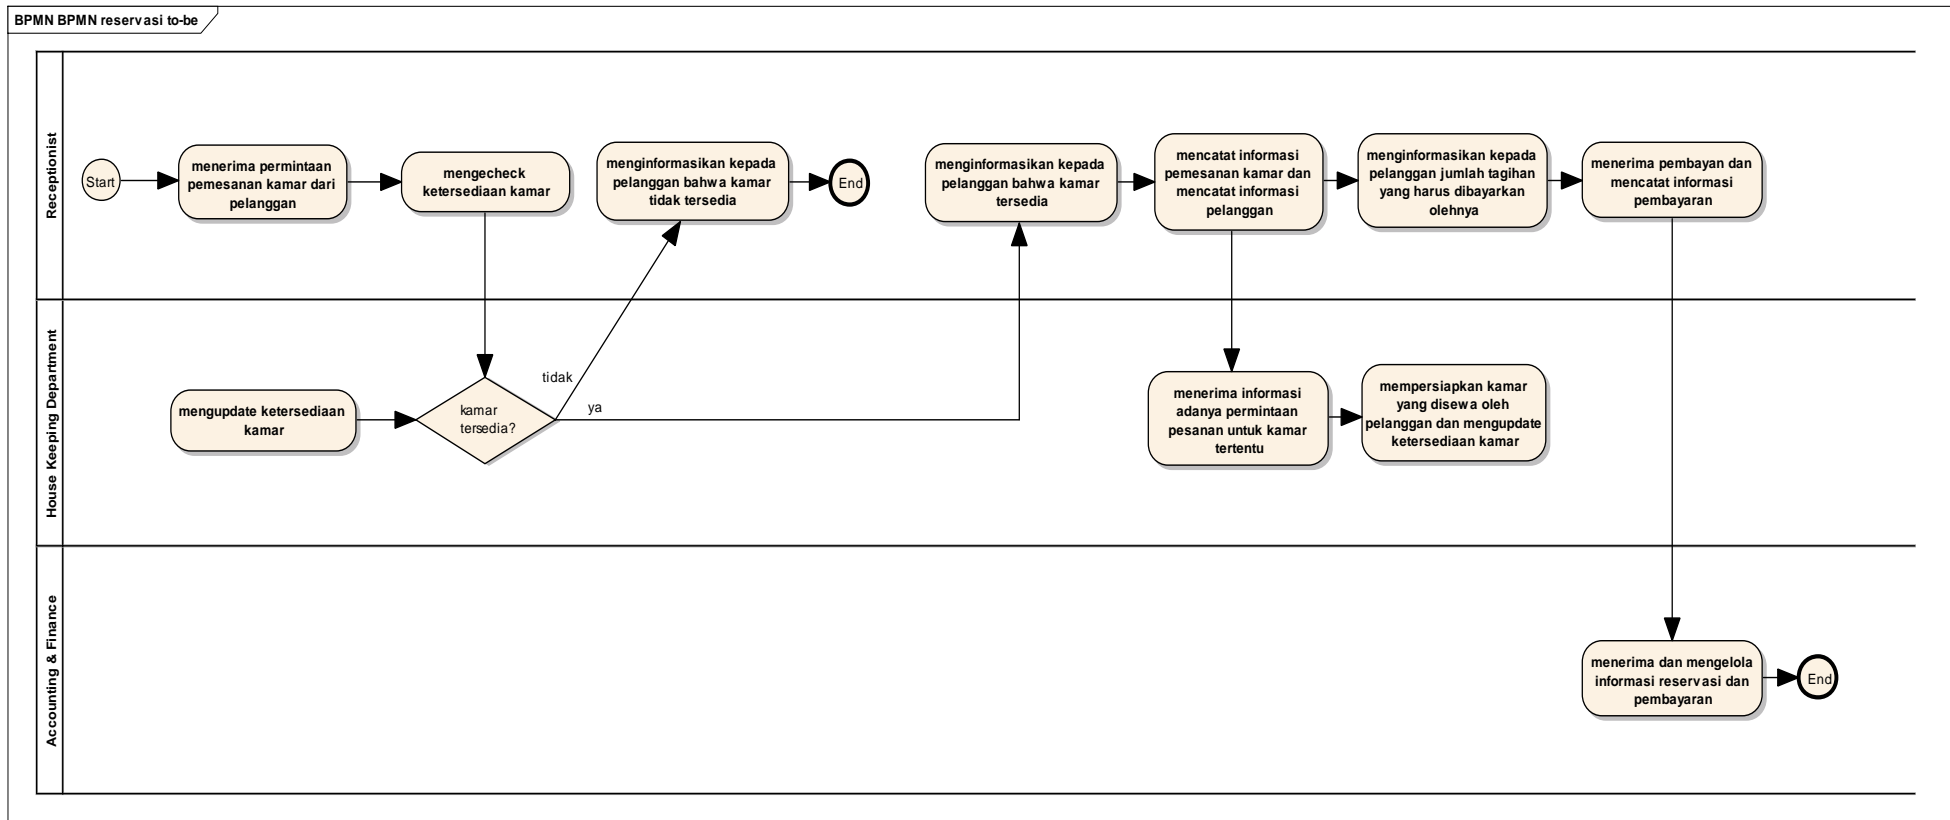 BPMN BPMN reservasi to-be
Receptionist
Start
menerima permintaan
pemesanan kamar dari
pelanggan
mengecheck
ketersediaan kamar
menginformasikan kepada
pelanggan bahwa kamar
tidak tersedia
End
menginformasikan kepada
pelanggan bahwa kamar
tersedia
mencatat informasi
pemesanan kamar dan
mencatat informasi
pelanggan
menginformasikan kepada
pelanggan jumlah tagihan
yang harus dibayarkan
olehnya
menerima pembayan dan
mencatat informasi
pembayaran
House Keeping Department
mengupdate ketersediaan
kamar
kamar
tersedia?
tidak
ya
menerima informasi
adanya permintaan
pesanan untuk kamar
tertentu
mempersiapkan kamar
yang disewa oleh
pelanggan dan mengupdate
ketersediaan kamar
Accounting & Finance
menerima dan mengelola
informasi reservasi dan
pembayaran
End